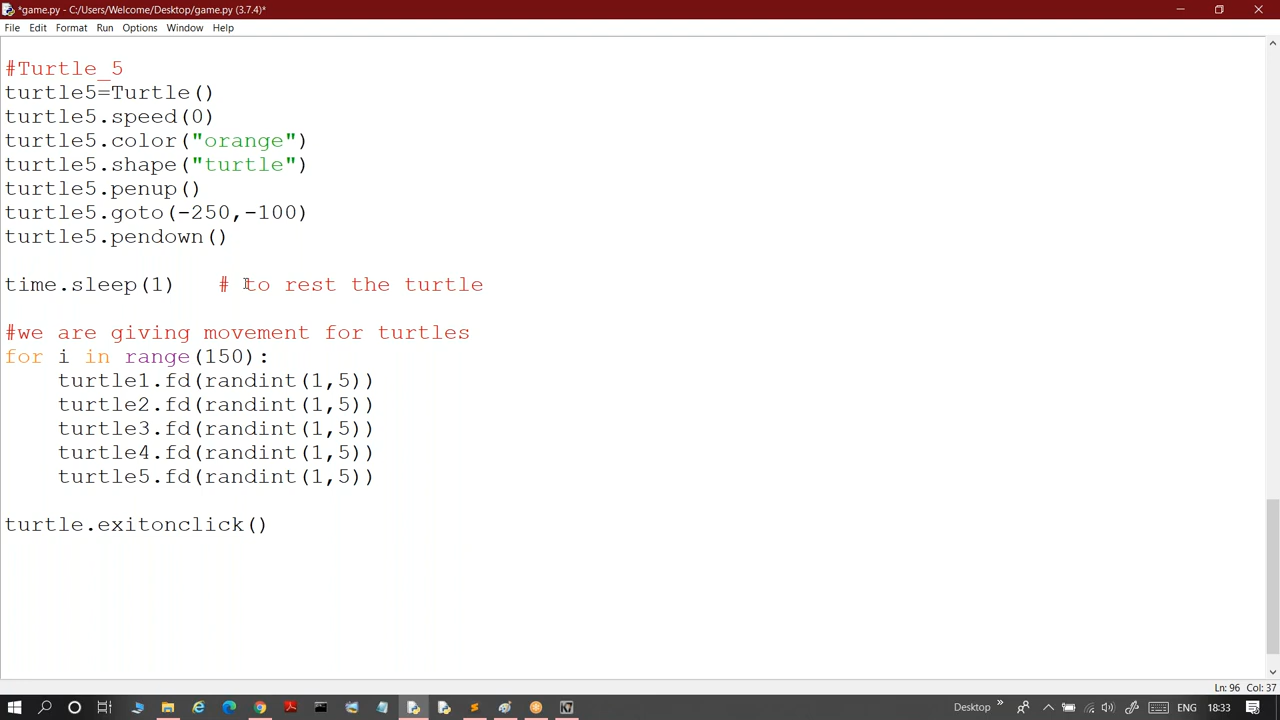 *game.py - C:/Users/Welcome/Desktop/game.py (3.7.4)*
File Edit Format Run Options Window Help
#Turtle_5
turtle5=Turtle()
turtle5.speed(0)
turtle5.color("orange")
turtle5.shape("turtle")
turtle5.penup()
turtle5.goto(-250,-100)
turtle5.pendown()
time.sleep(1) # to rest the turtle
#we are giving movement for turtles
for i in range(150):
turtle1.fd(randint(1,5))
turtle2.fd(randint(1,5))
turtle3.fd(randint(1,5))
turtle4.fd(randint(1,5))
turtle5.fd(randint(1,5))
turtle.exitonclick()
Ln: 96 Col: 37
Desktop ENG 18:33